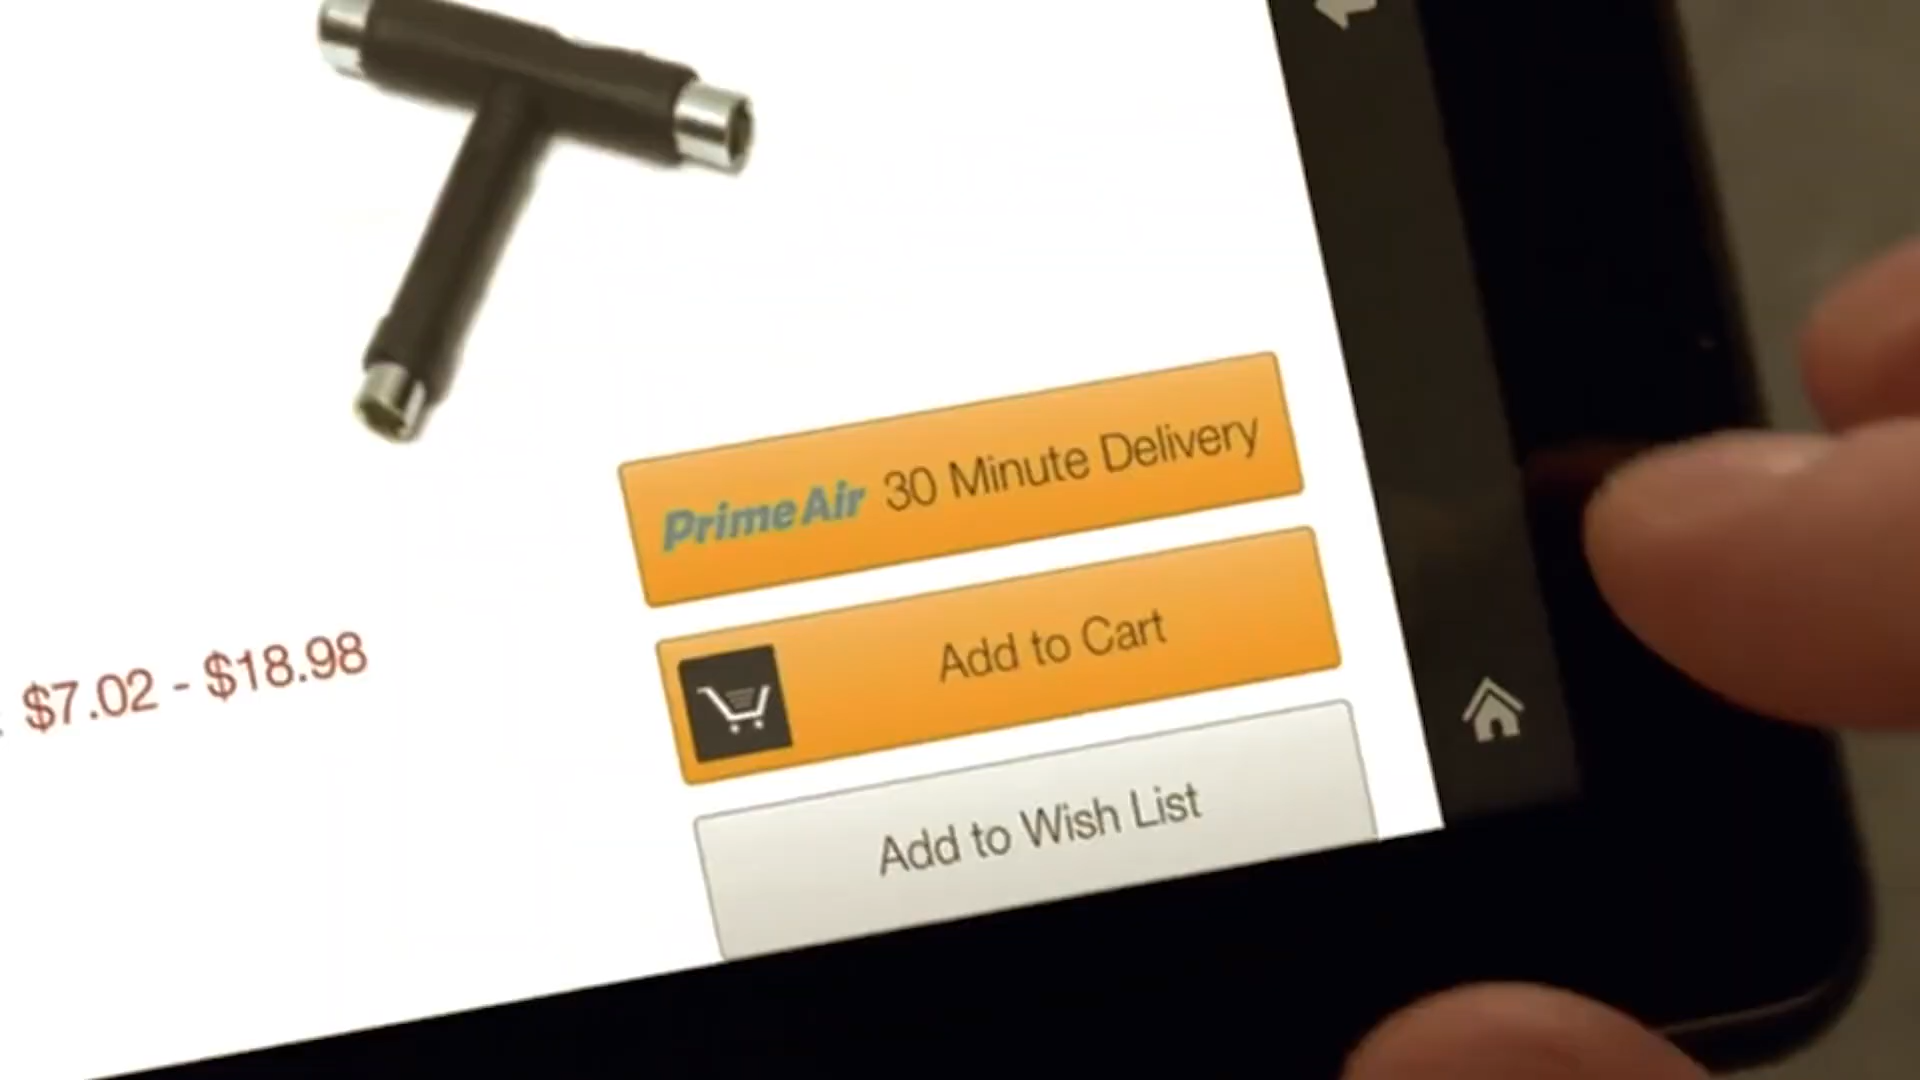 Prime Air 30 Minute Delivery
Add to Cart
$7.02 - $18.98
Add to Wish List